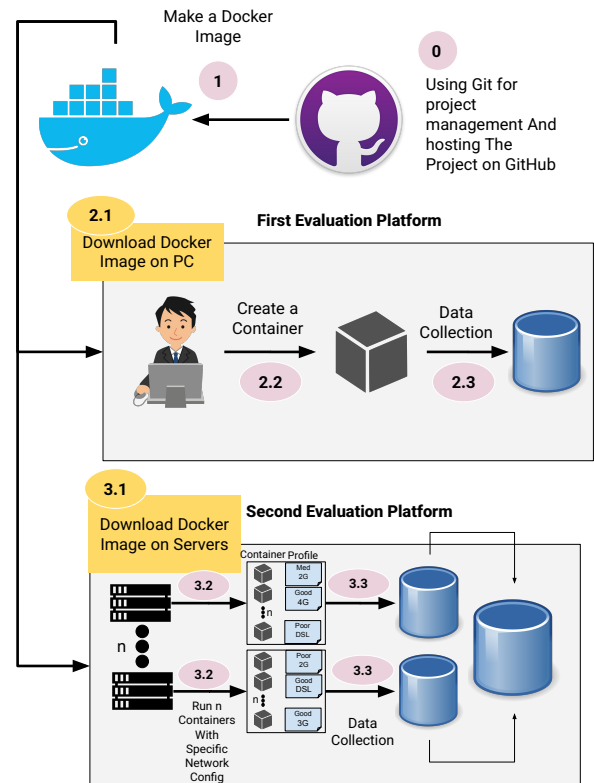 Make a Docker
Image
1
0
Using Git for
project
management And
hosting The
Project on GitHub
2.1
Download Docker
Image on PC
First Evaluation Platform
Create a
Container
2.2
Data
Collection
2.3
3.1
Download Docker
Image on Servers
Second Evaluation Platform
Container
Profile
3.2
Med
2G
Good
4G
n
Poor
DSL
3.3
n
3.2
Poor
2G
Good
DSL
n
Good
3G
3.3
Run n
Containers
With
Specific
Network
Config
Data
Collection